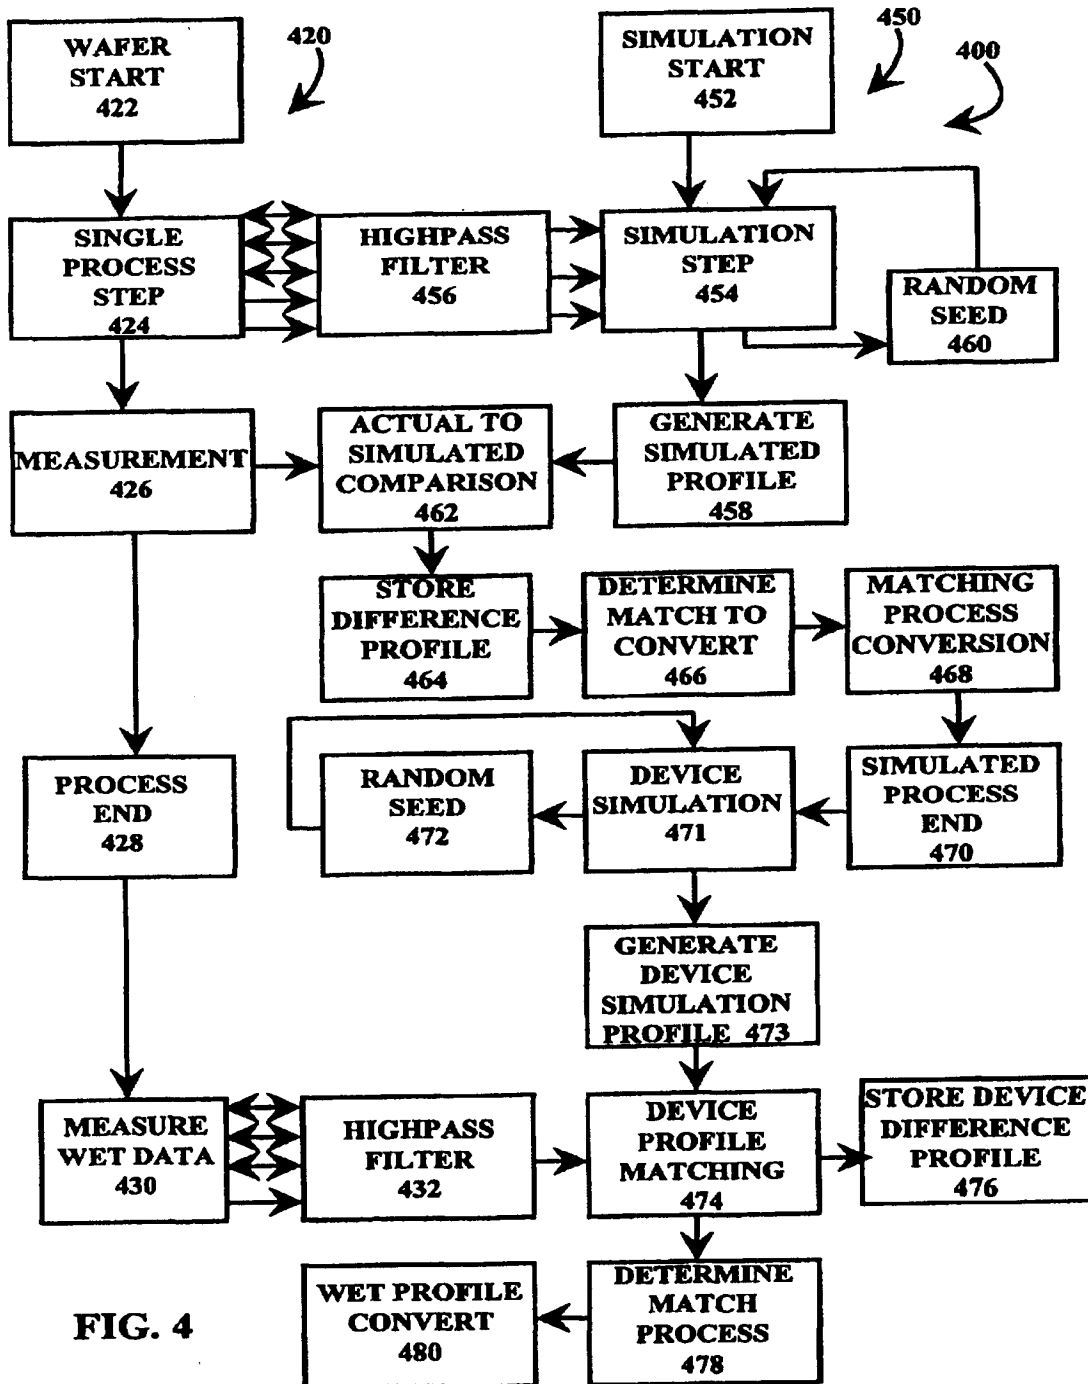 WAFER
START
422
420
SIMULATION
START
452
450
400
SINGLE
PROCESS
STEP
424
HIGHPASS
FILTER
456
SIMULATION
STEP
454
RANDOM
SEED
460
MEASUREMENT
426
ACTUAL TO
SIMULATED
COMPARISON
462
GENERATE
SIMULATED
PROFILE
458
STORE
DIFFERENCE
PROFILE
464
DETERMINE
MATCH TO
CONVERT
466
MATCHING
PROCESS
CONVERSION
468
PROCESS
END
428
RANDOM
SEED
472
DEVICE
SIMULATION
471
SIMULATED
PROCESS
END
470
GENERATE
DEVICE
SIMULATION
PROFILE 473
MEASURE
WET DATA
430
HIGHPASS
FILTER
432
DEVICE
PROFILE
MATCHING
474
STORE DEVICE
DIFFERENCE
PROFILE
476
WET PROFILE
CONVERT
480
DETERMINE
MATCH
PROCESS
478
FIG. 4